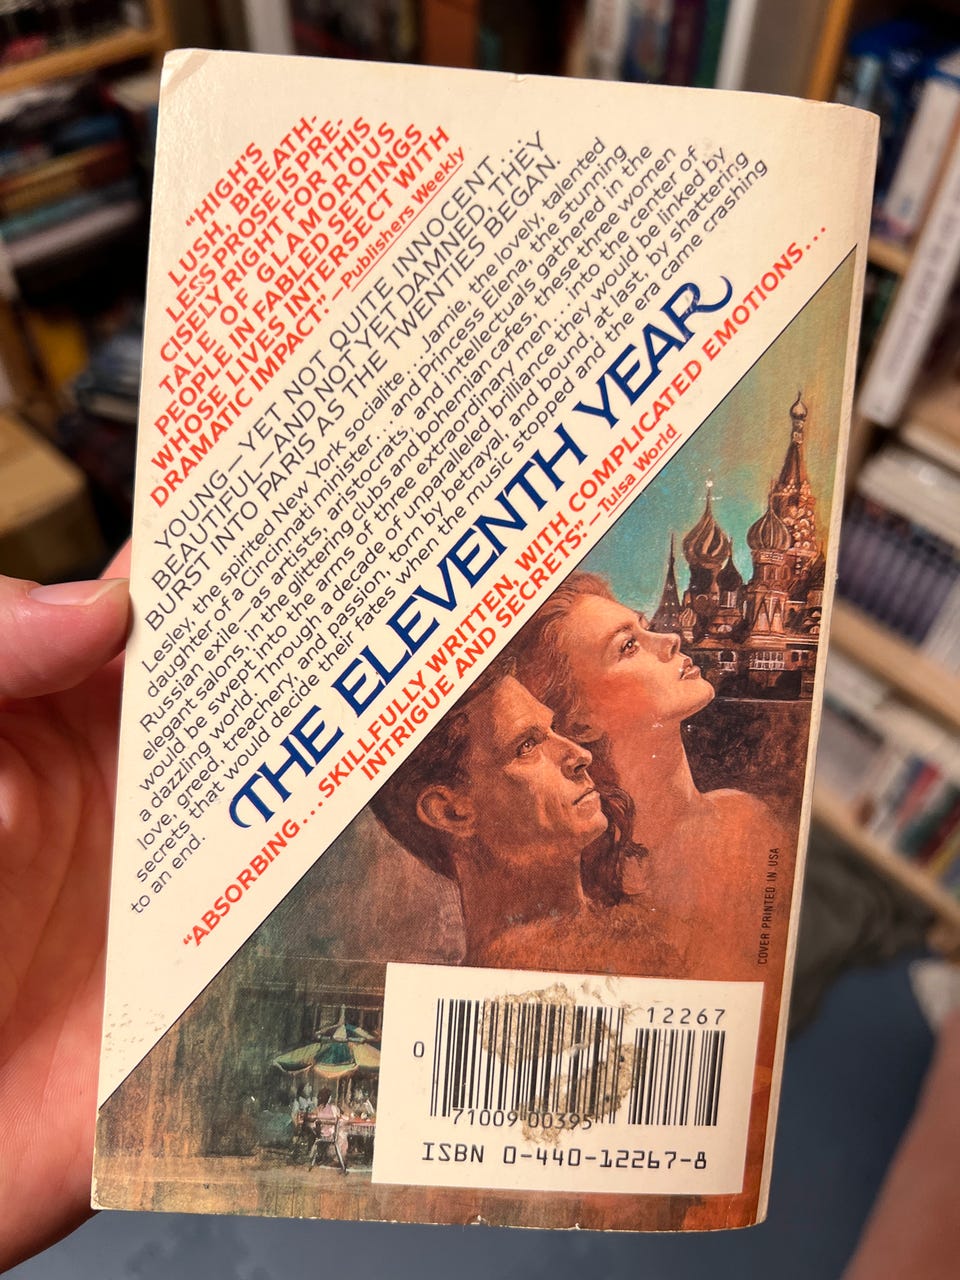 "HIGH'S
LUSH, BREATH-
LESS PROSE IS PRE-
CISELY RIGHT FOR THIS
TALE OF GLAMOROUS
PEOPLE IN FABLED SETTINGS
WHOSE LIVES INTERSECT WITH
DRAMATIC IMPACT." —Publishers Weekly
YOUNG—YET NOT QUITE INNOCENT...
BEAUTIFUL—AND NOT YET DAMNED, THEY
BURST INTO PARIS AS THE TWENTIES BEGAN.
Lesley, the spirited New York socialite...Jamie, the lovely, talented
daughter of a Cincinnati minister...and Princess Elena, the stunning
Russian exile—as artists, aristocrats, and intellectuals gathered in the
elegant salons, in the glittering clubs and bohemian cafes, these three women
would be swept into the arms of three extraordinary men...into the center of
a dazzling world. Through a decade of unparalleled brilliance they would be linked by
love, greed, treachery, and passion, torn by betrayal, and bound, at last, by shattering
secrets that would decide their fates when the music stopped and the era came crashing
to an end.
THE ELEVENTH YEAR
"ABSORBING...SKILLFULLY WRITTEN, WITH COMPLICATED EMOTIONS...
INTRIGUE AND SECRETS." —Tulsa World
COVER PRINTED IN USA
12267
0
71009 00395
ISBN 0-440-12267-8